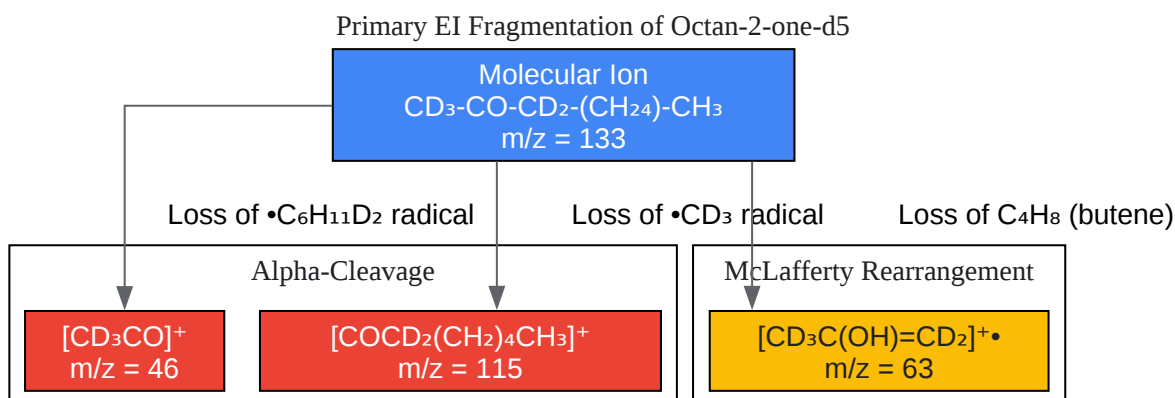 Primary EI Fragmentation of Octan-2-one-d5
Molecular Ion
CD₃-CO-CD₂-(CH₂₄)-CH₃
m/z = 133
Loss of •C₆H₁₁D₂ radical
Loss of •CD₃ radical
Loss of C₄H₈ (butene)
Alpha-Cleavage
McLafferty Rearrangement
[CD₃CO]⁺
m/z = 46
[COCD₂(CH₂)₄CH₃]⁺
m/z = 115
[CD₃C(OH)=CD₂]⁺•
m/z = 63